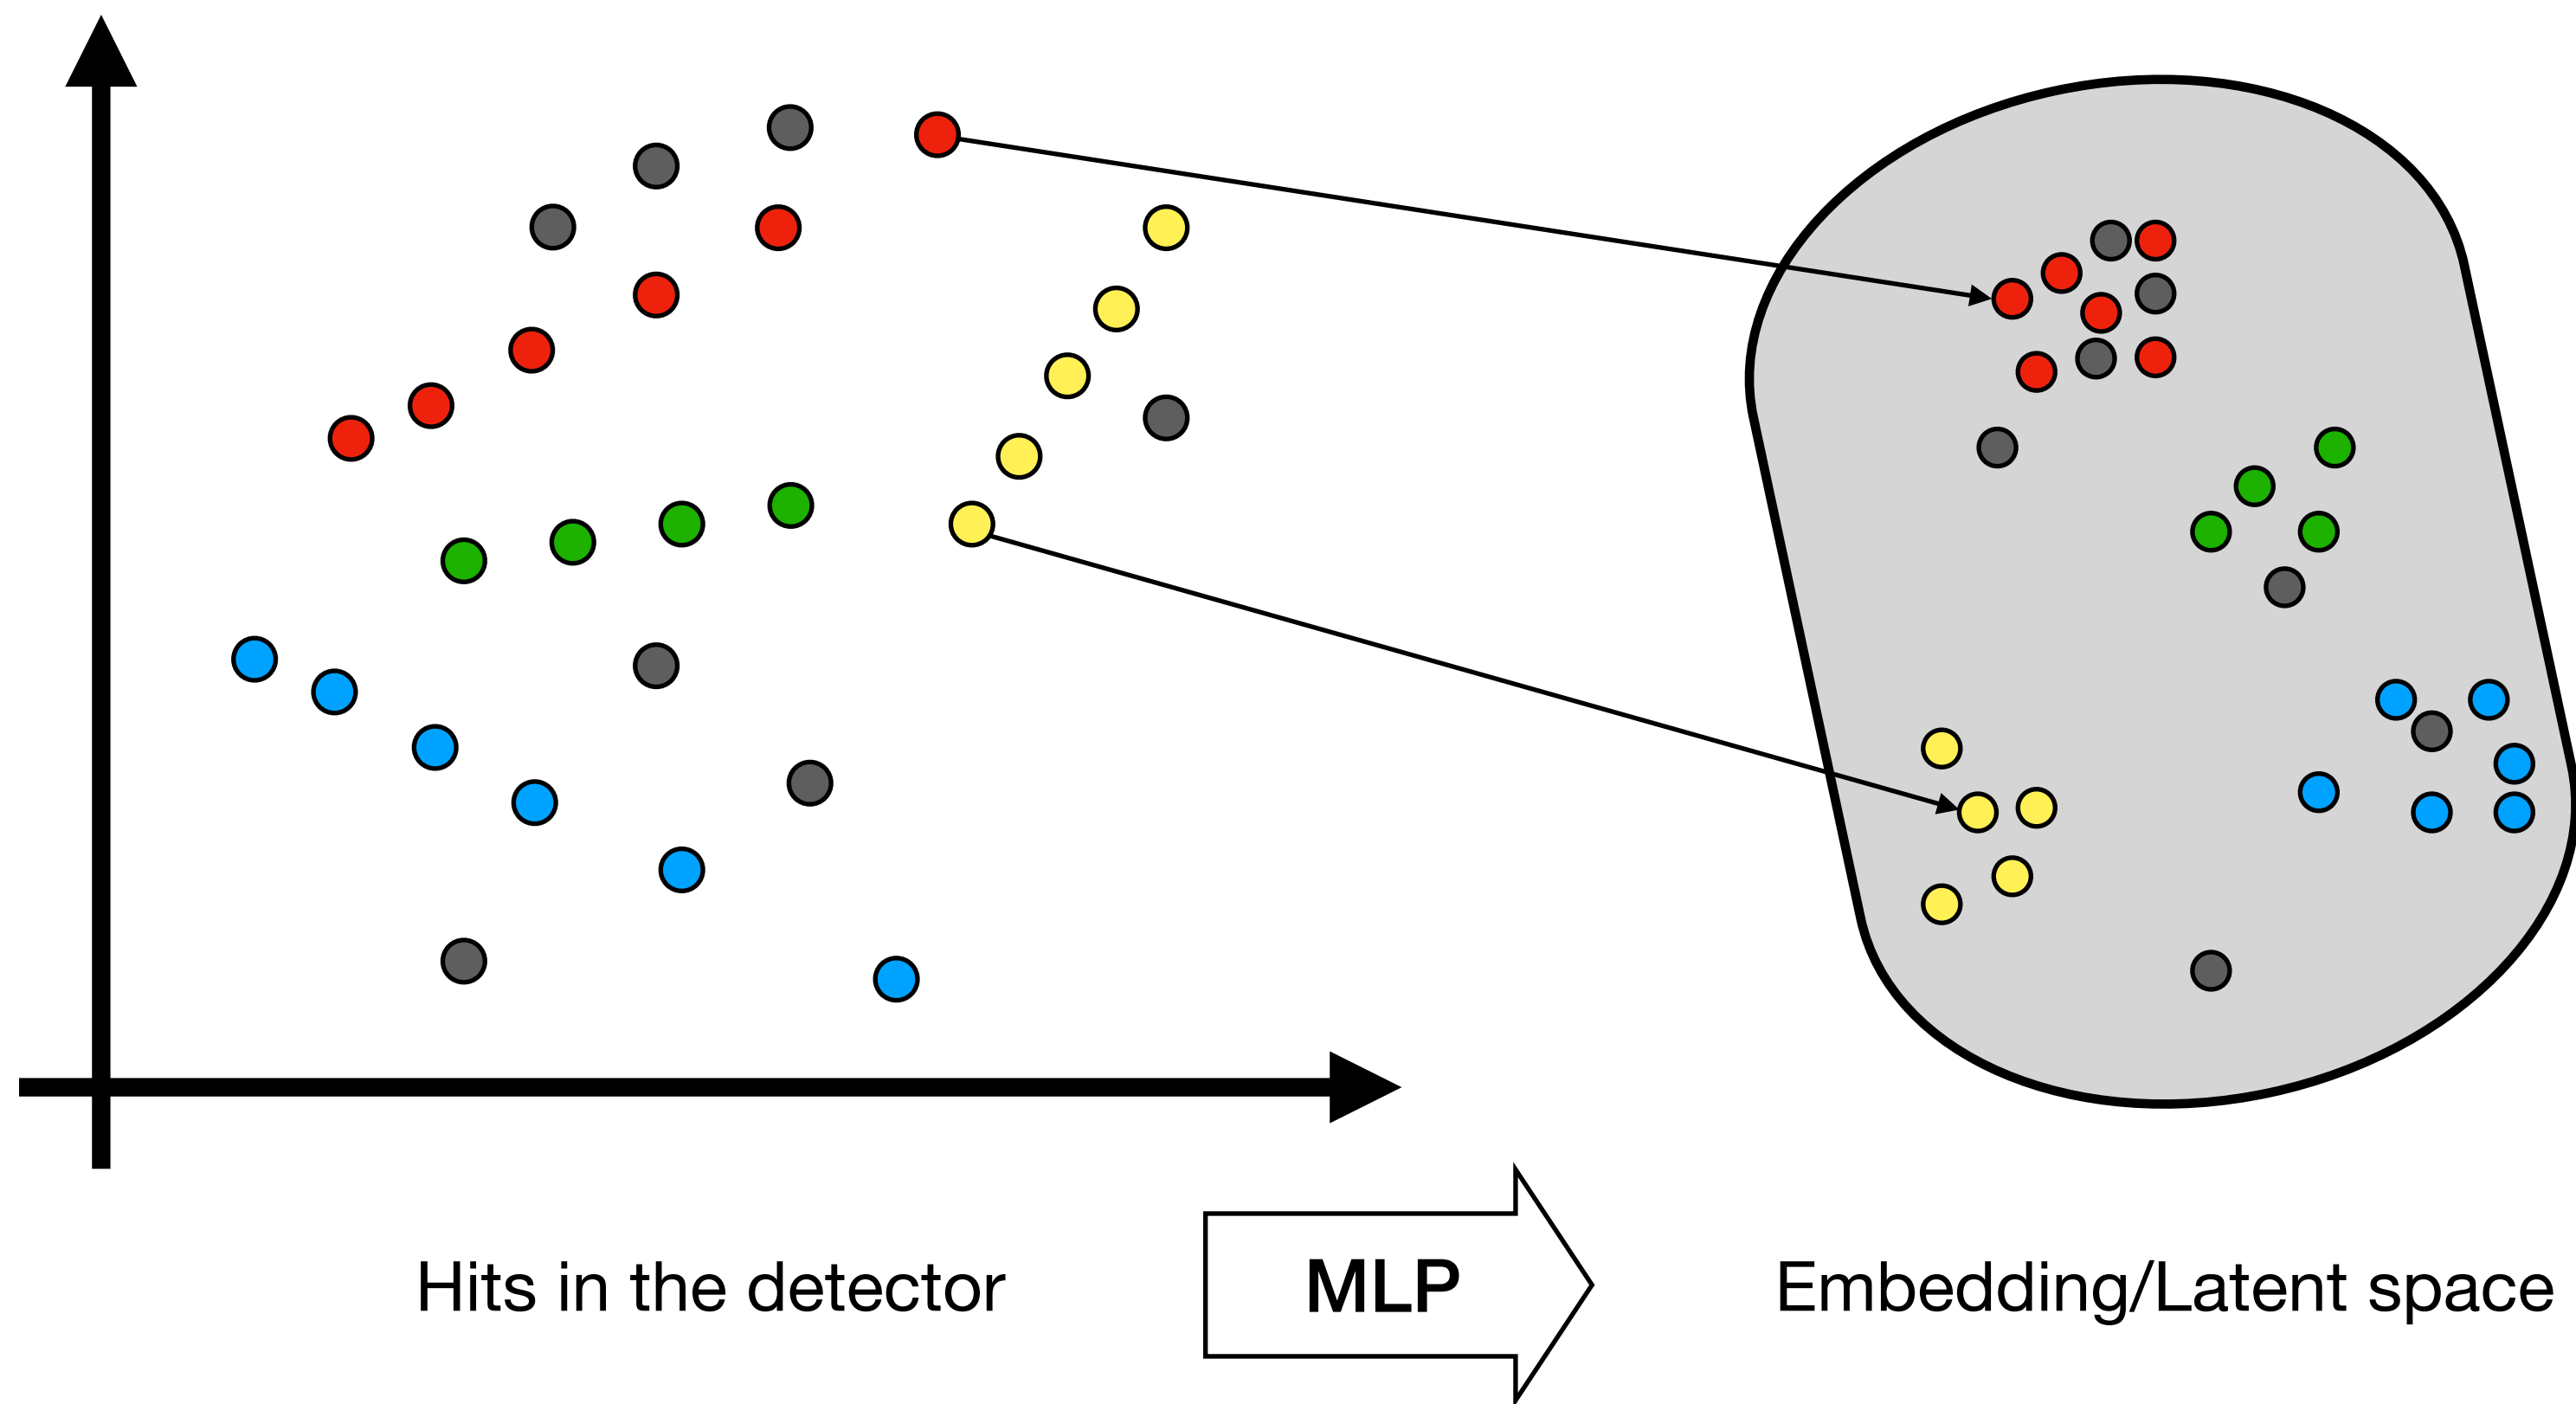 Hits in the detector
MLP
Embedding/Latent space